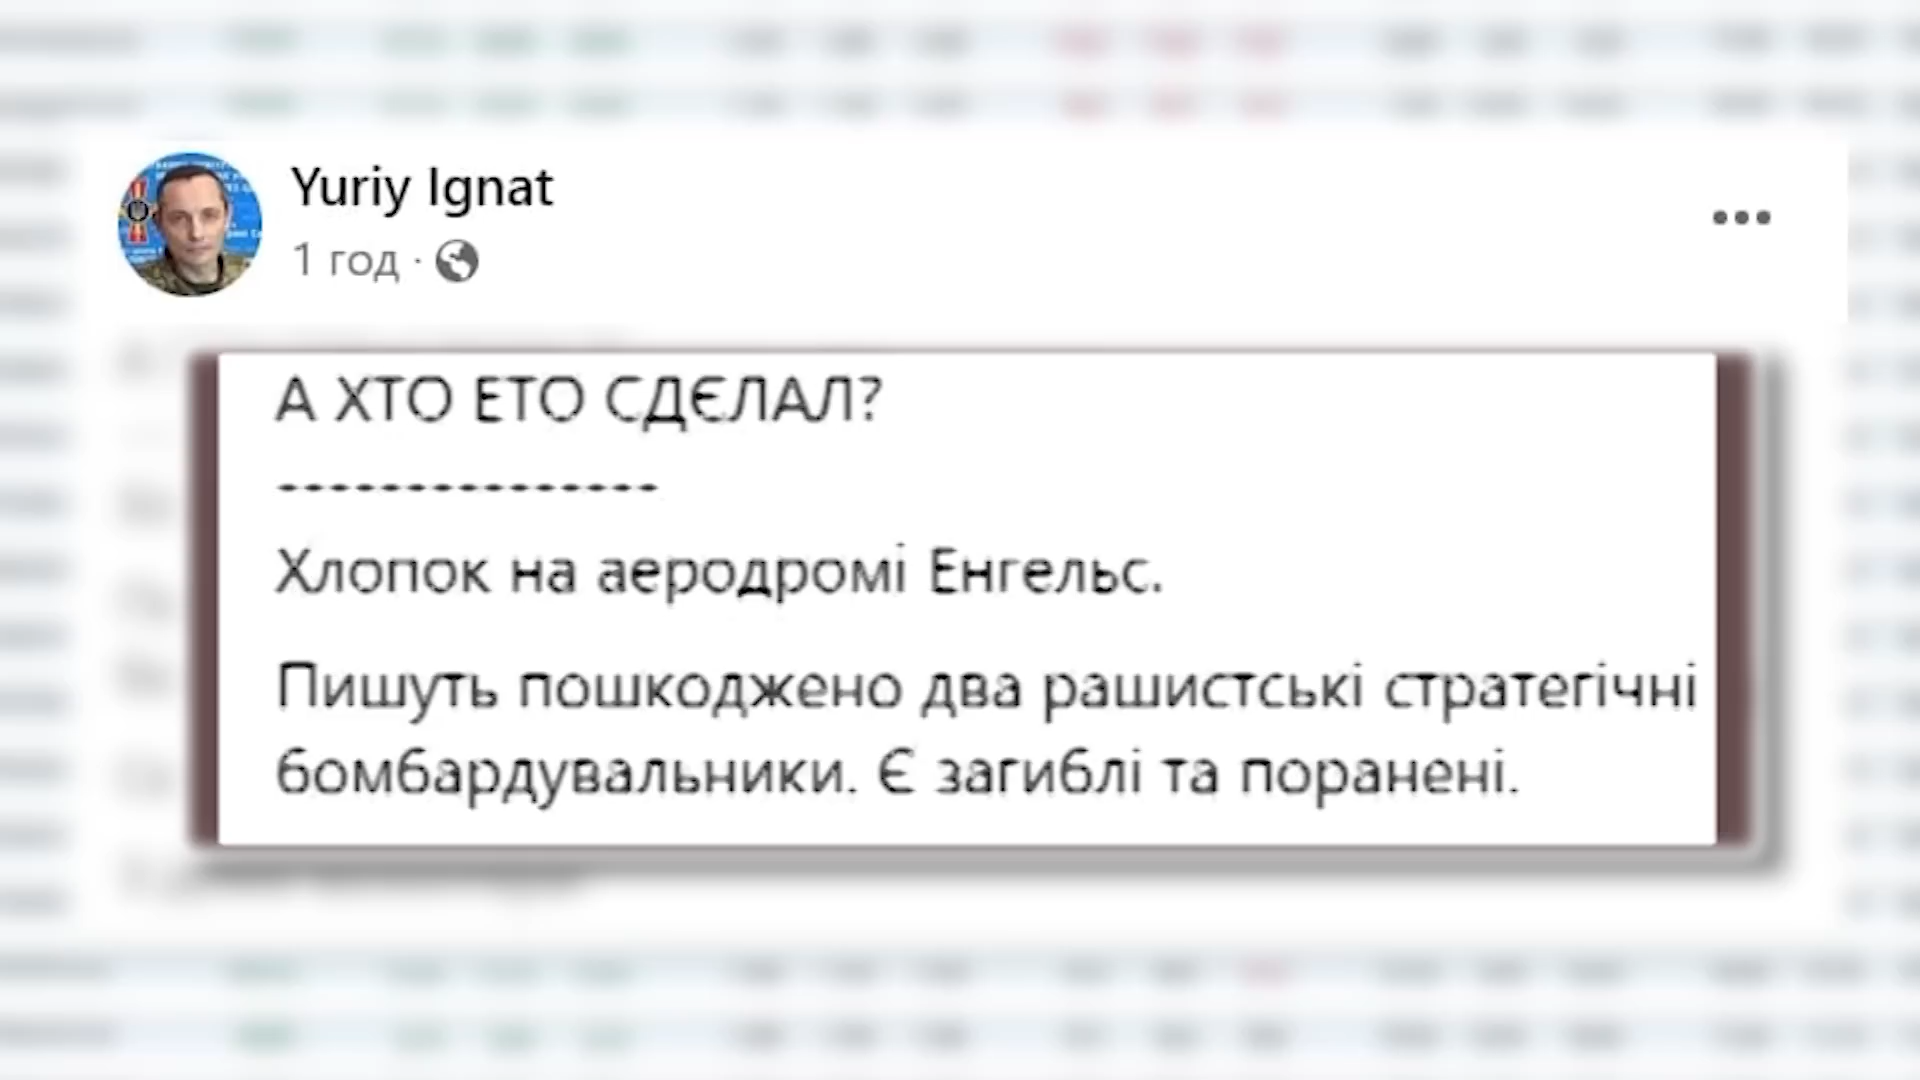 Yuriy Ignat
1 год ·
А ХТО ЕТО СДЄЛАЛ?
---------------
Хлопок на аеродромі Енгельс.
Пишуть пошкоджено два рашистські стратегічні
бомбардувальники. Є загиблі та поранені.